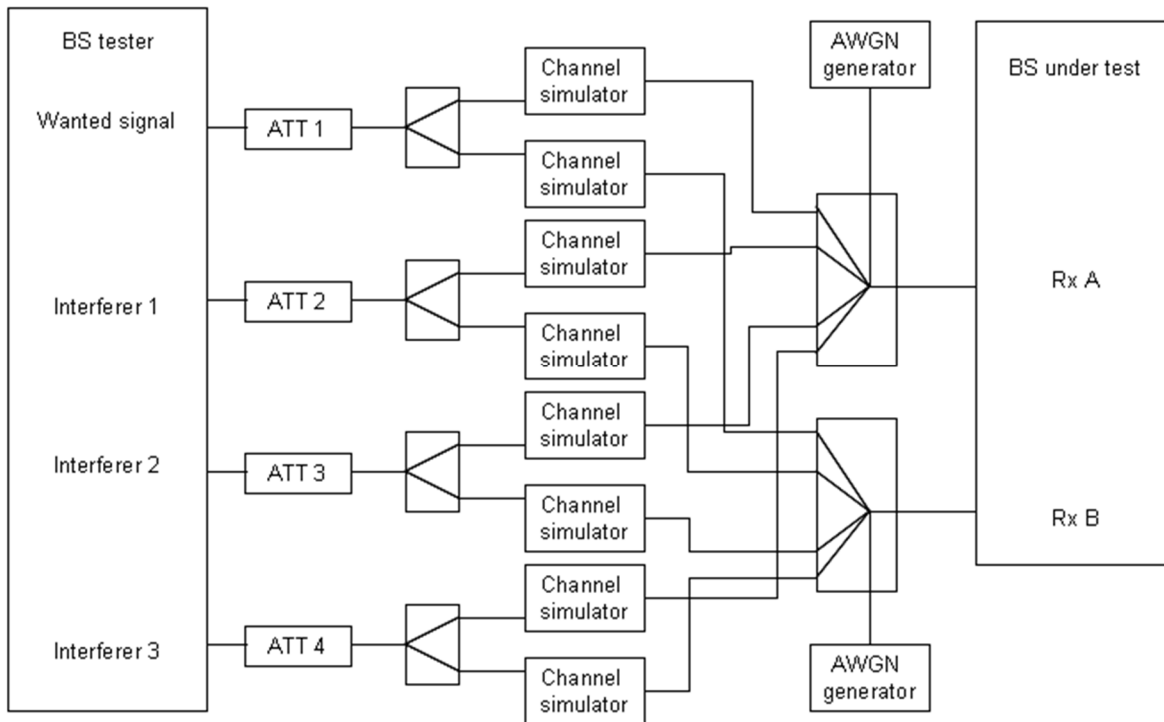 BS tester
Wanted signal
Interferer 1
Interferer 2
Interferer 3
ATT 1
ATT 2
ATT 3
ATT 4
Channel
simulator
Channel
simulator
Channel
simulator
Channel
simulator
Channel
simulator
Channel
simulator
Channel
simulator
Channel
simulator
AWGN
generator
AWGN
generator
BS under test
Rx A
Rx B